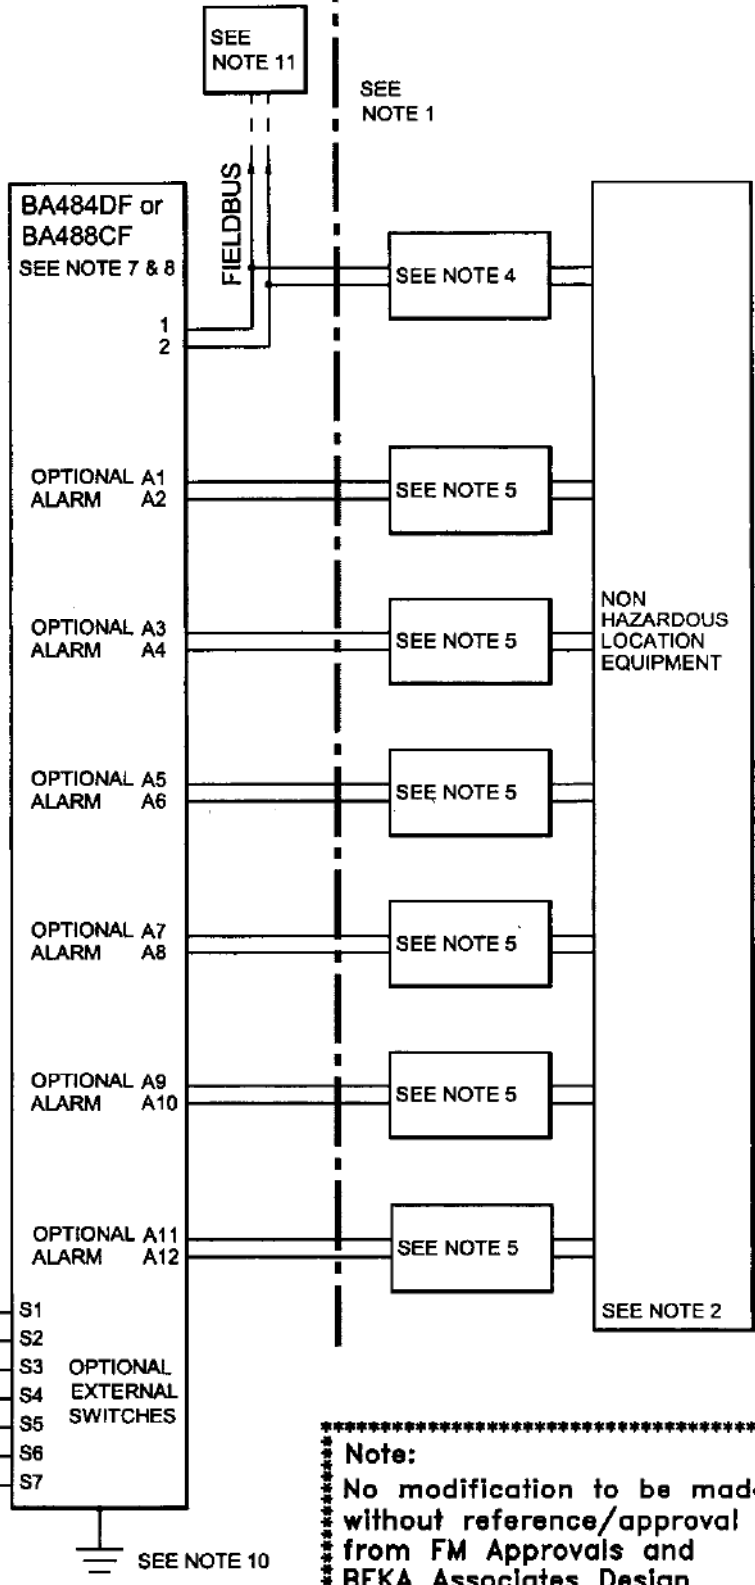 SEE
NOTE 11
SEE
NOTE 1
FIELDBUS
BA484DF or
BA488CF
SEE NOTE 7 & 8
1
2
SEE NOTE 4
OPTIONAL A1
ALARM A2
SEE NOTE 5
OPTIONAL A3
ALARM A4
SEE NOTE 5
NON
HAZARDOUS
LOCATION
EQUIPMENT
OPTIONAL A5
ALARM A6
SEE NOTE 5
OPTIONAL A7
ALARM A8
SEE NOTE 5
OPTIONAL A9
ALARM A10
SEE NOTE 5
OPTIONAL A11
ALARM A12
SEE NOTE 5
SEE NOTE 2
S1
S2
S3
S4
S5
S6
S7
OPTIONAL
EXTERNAL
SWITCHES
SEE NOTE 10
Note:
No modification to be made
without reference/approval
from FM Approvals and
BEKA Associates Design